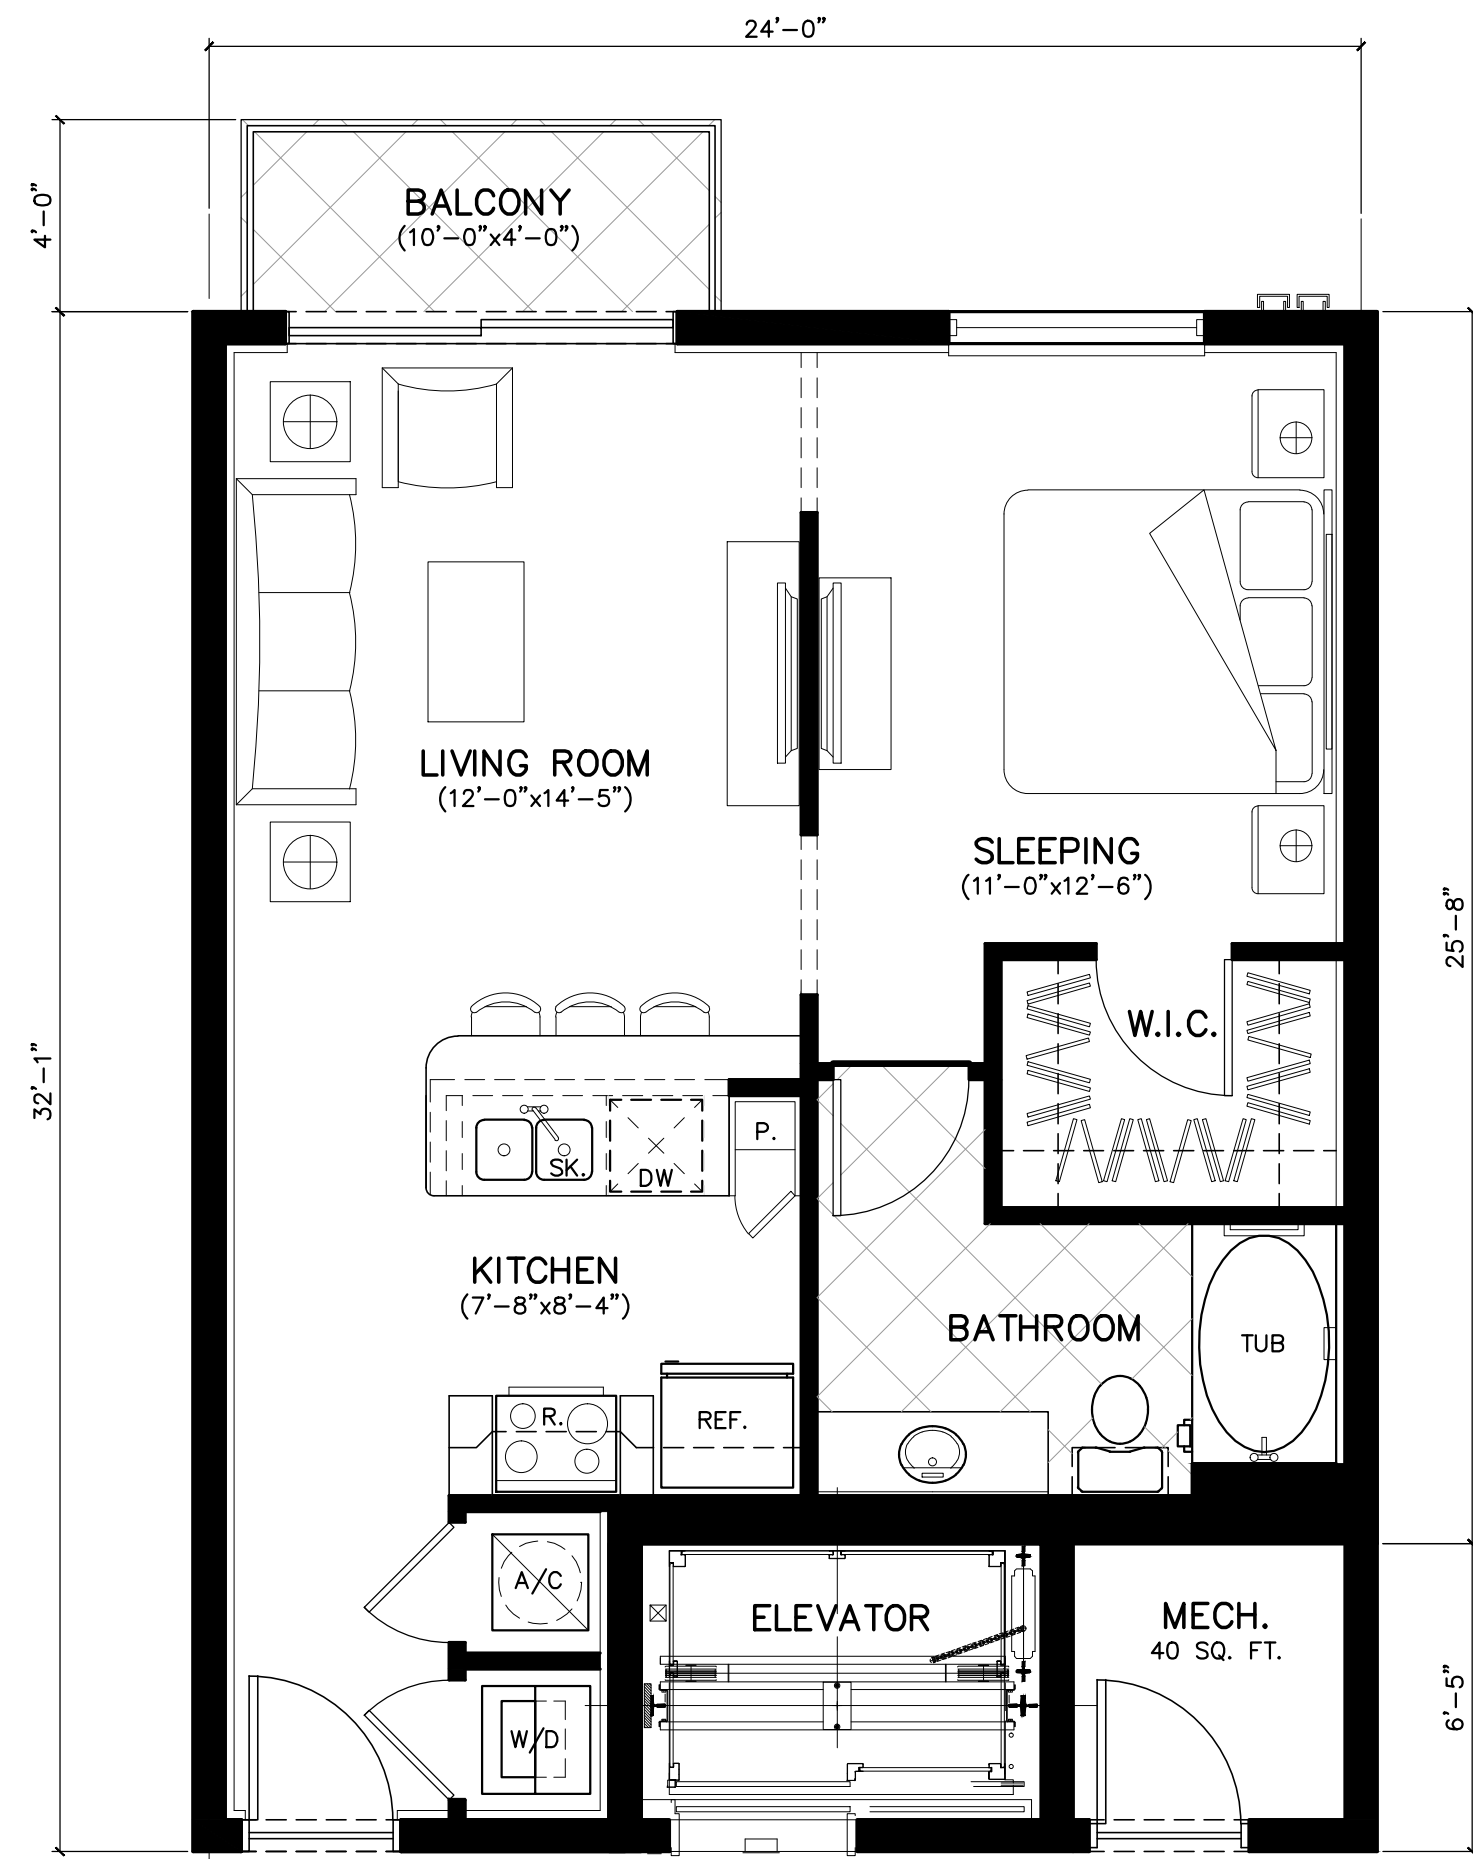 24'-0"
4'-0"
BALCONY
(10'-0"x4'-0")
LIVING ROOM
(12'-0"x14'-5")
SLEEPING
(11'-0"x12'-6")
25'-8"
32'-1"
W.I.C.
P.
SK.
DW
KITCHEN
(7'-8"x8'-4")
BATHROOM
TUB
R.
REF.
A/C
ELEVATOR
MECH.
40 SQ. FT.
6'-5"
W/D